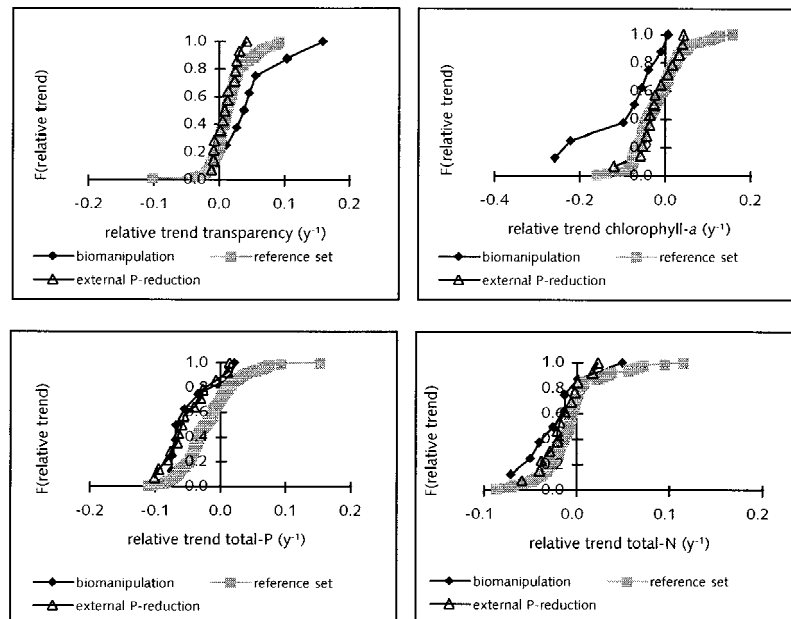 F(relative trend)
1.0
0.8
0.6
0.4
0.2
0.0
-0.2 -0.1 0.0 0.1 0.2
relative trend transparency (y⁻¹)
biomanipulation reference set
external P-reduction
F(relative trend)
1.0
0.8
0.6
0.4
0.2
0.0
-0.4 -0.2 0.0 0.2
relative trend chlorophyll-a (y⁻¹)
biomanipulation reference set
external P-reduction
F(relative trend)
1.0
0.8
0.6
0.4
0.2
0.0
-0.2 -0.1 0.0 0.1 0.2
relative trend total-P (y⁻¹)
biomanipulation reference set
external P-reduction
F(relative trend)
1.0
0.8
0.6
0.4
0.2
0.0
-0.1 0.0 0.1 0.2
relative trend total-N (y⁻¹)
biomanipulation reference set
external P-reduction